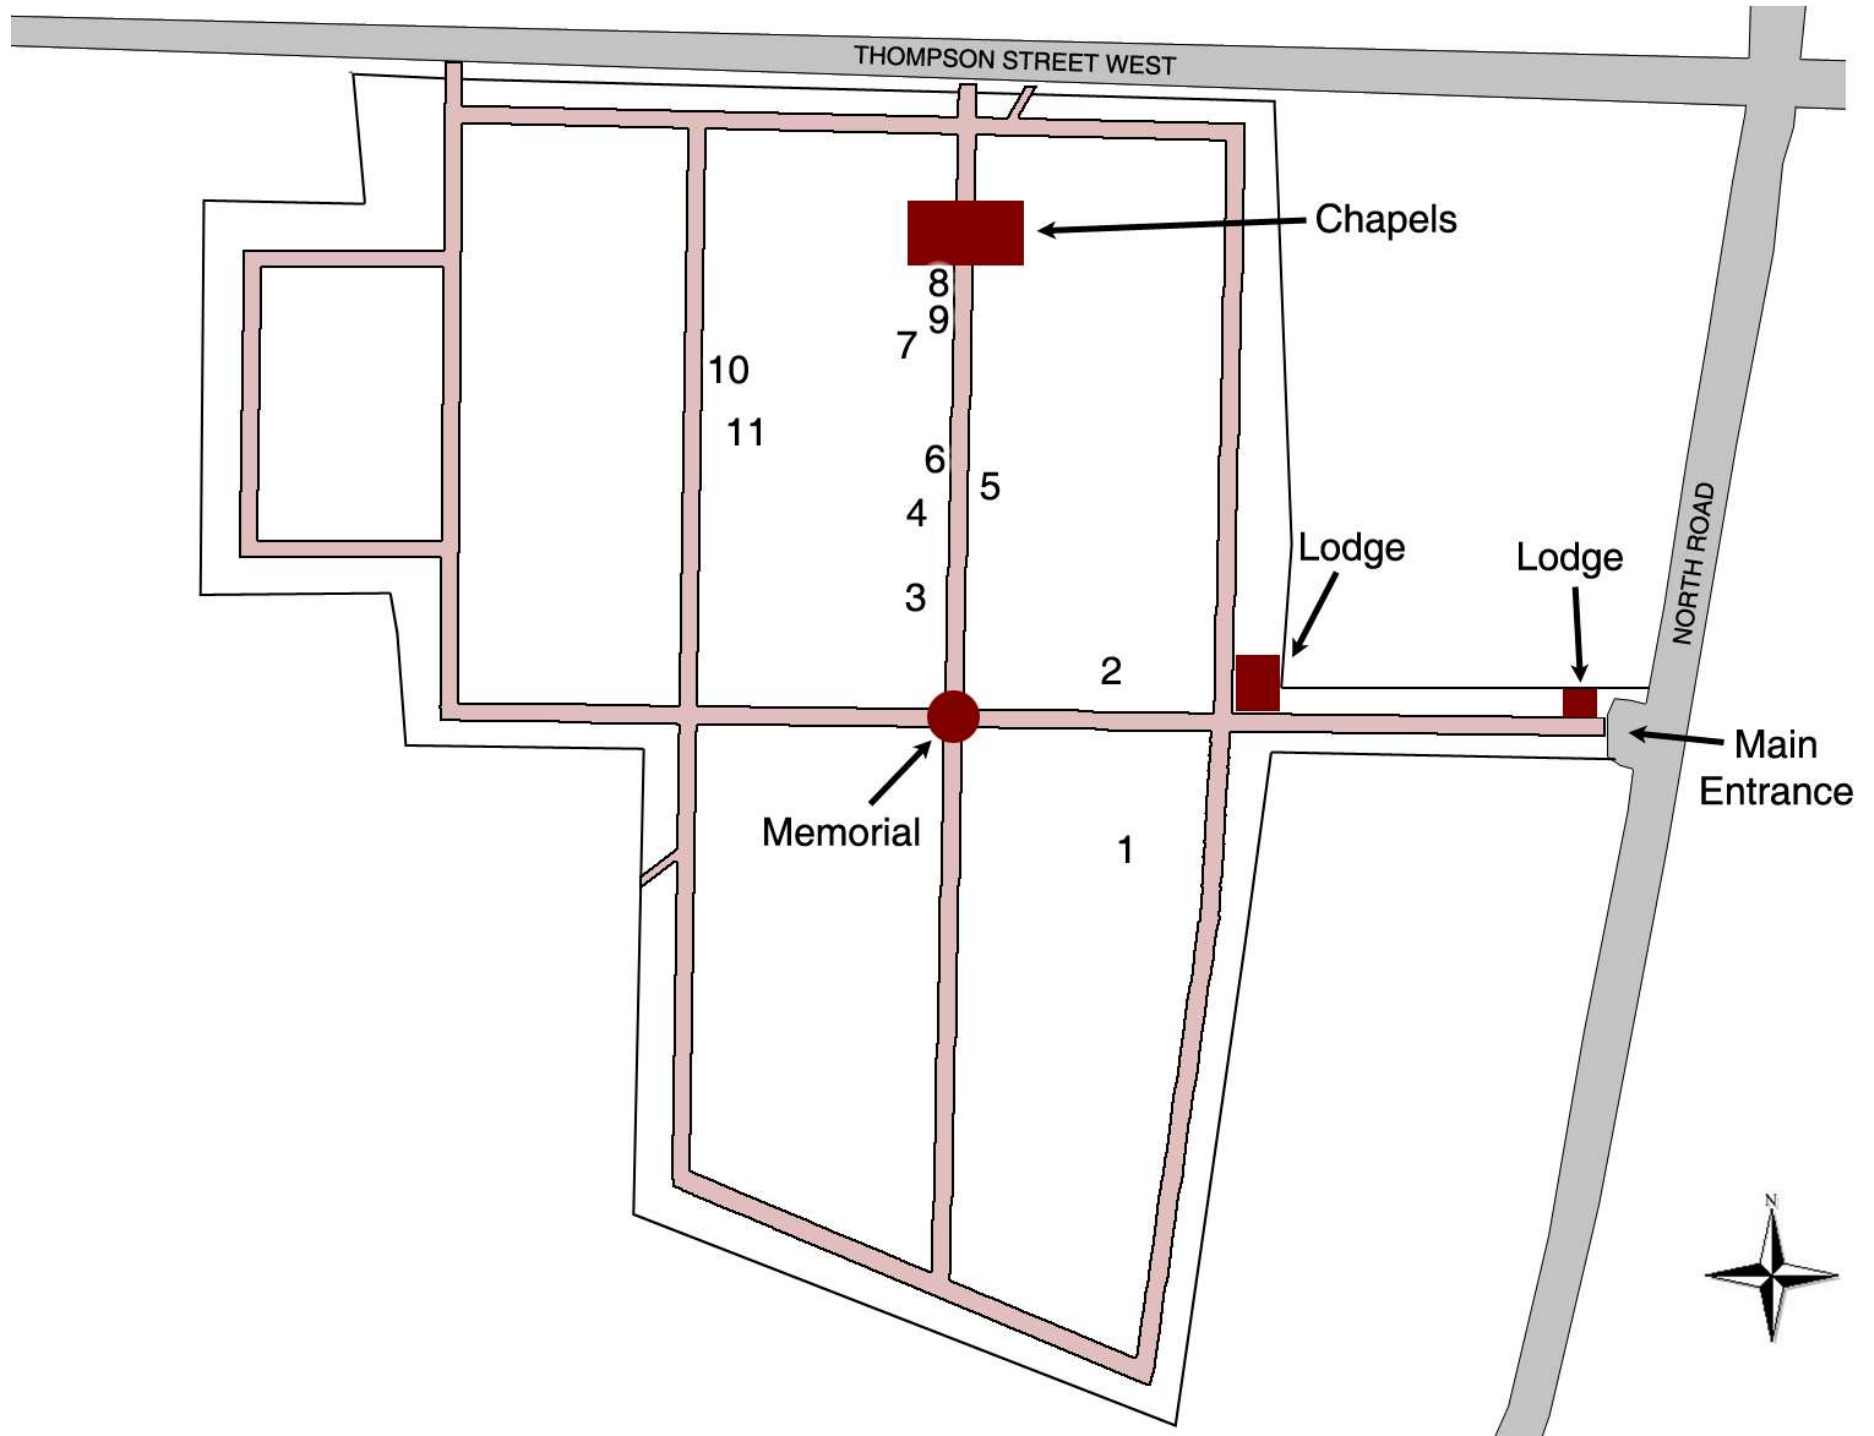 THOMPSON STREET WEST
Chapels
8
9
7
10
11
6
5
4
Lodge
Lodge
NORTH ROAD
3
2
Main
Entrance
Memorial
1
N